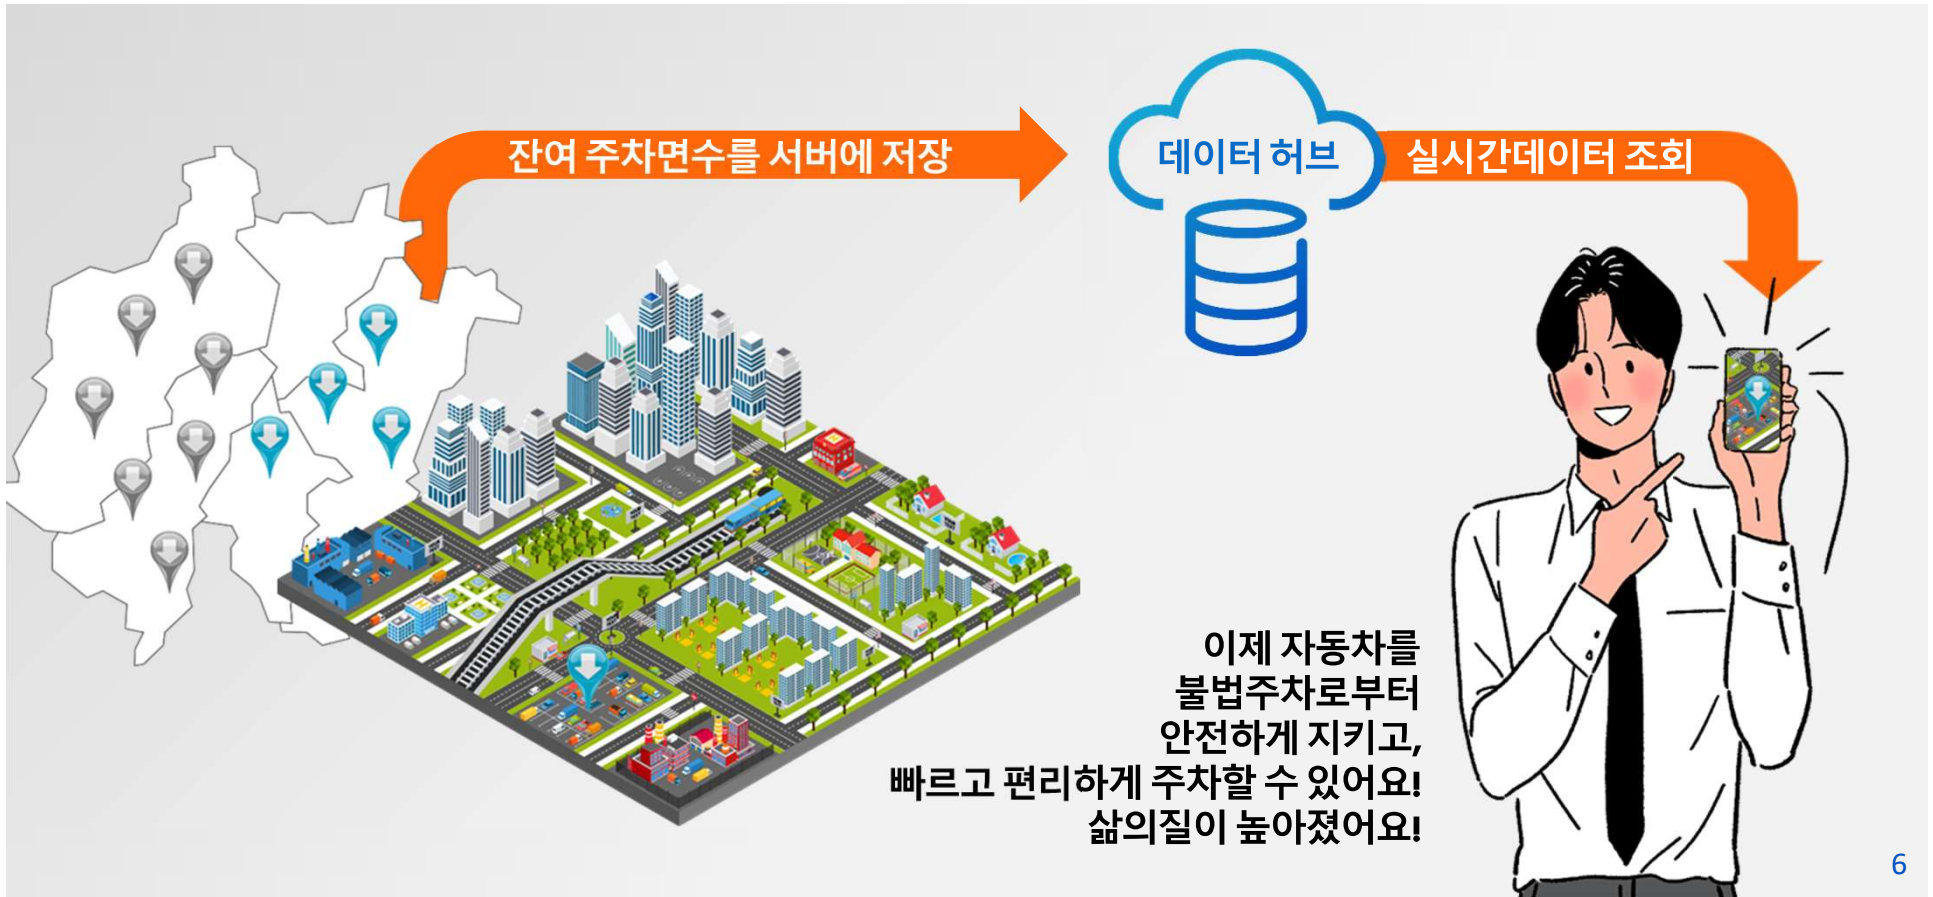 잔여 주차면수를 서버에 저장
데이터 허브
실시간데이터 조회
이제 자동차를
불법주차로부터
안전하게 지키고,
빠르고 편리하게 주차할 수 있어요!
삶의질이 높아졌어요!
6